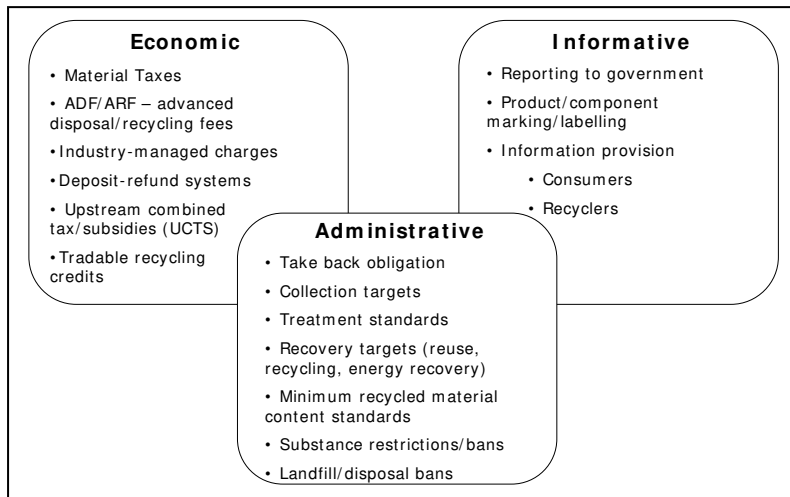 Economic
• Material Taxes
• ADF/ARF – advanced
disposal/recycling fees
• Industry-managed charges
• Deposit-refund systems
• Upstream combined
tax/subsidies (UCTS)
•Tradable recycling
credits
Informative
• Reporting to government
• Product/component
marking/labelling
• Information provision
• Consumers
• Recyclers
Administrative
• Take back obligation
• Collection targets
• Treatment standards
• Recovery targets (reuse,
recycling, energy recovery)
• Minimum recycled material
content standards
• Substance restrictions/bans
• Landfill/disposal bans